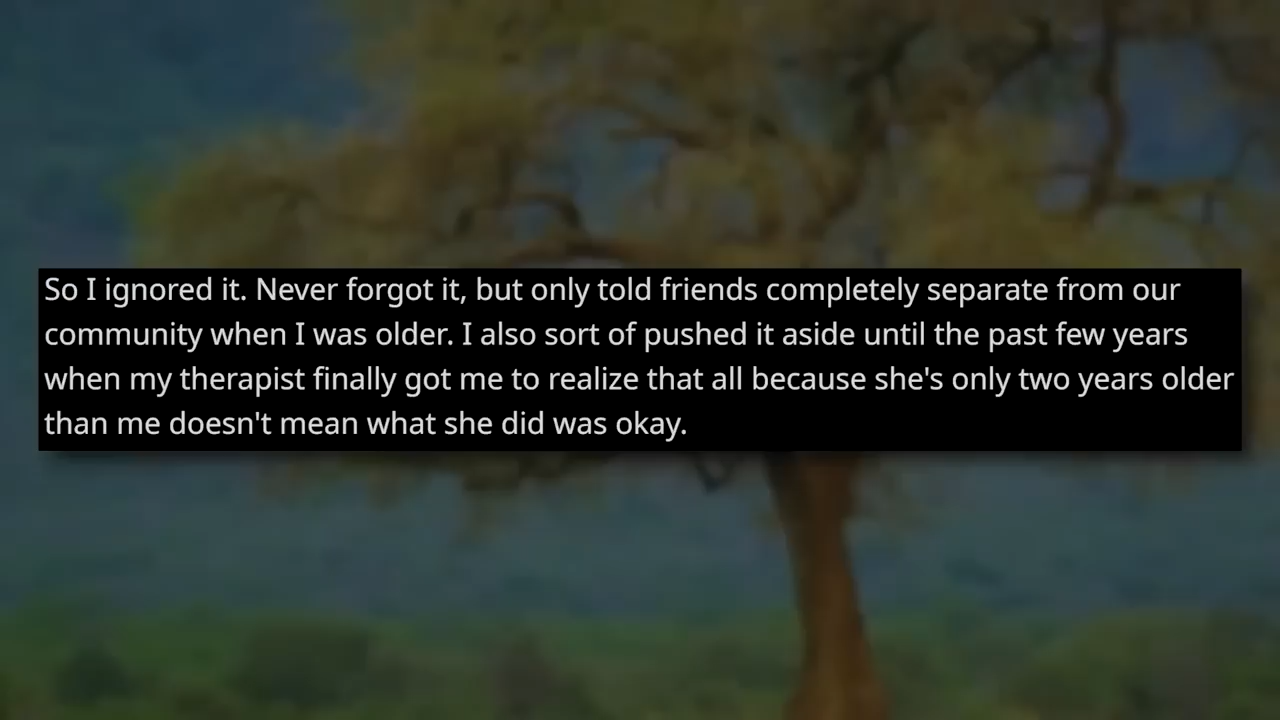 So I ignored it. Never forgot it, but only told friends completely separate from our
community when I was older. I also sort of pushed it aside until the past few years
when my therapist finally got me to realize that all because she's only two years older
than me doesn't mean what she did was okay.